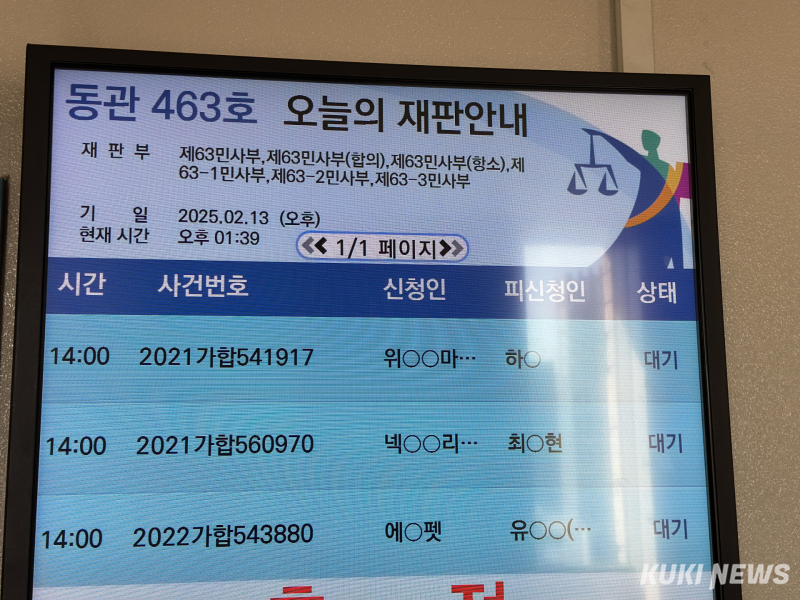 동관 463호 오늘의 재판안내
재 판 부 제63민사부,제63민사부(합의),제63민사부(항소),제
63-1민사부,제63-2민사부,제63-3민사부
기 일 2025.02.13 (오후)
현재 시간 오후 01:39
1/1 페이지
시간 사건번호 신청인 피신청인 상태
14:00 2021가합541917 위○○마··· 하○ 대기
14:00 2021가합560970 넥○○리··· 최○현 대기
14:00 2022가합543880 에○펫 유○○(··· 대기
KUKI NEWS